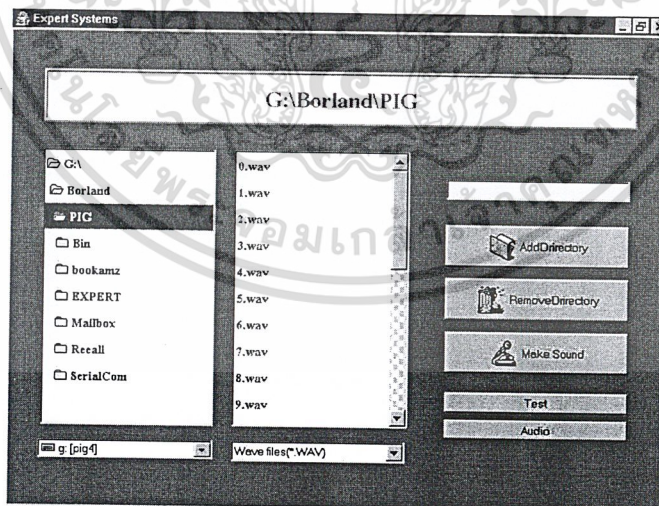 Expert Systems
G:\Borland\PIG
G:\
Borland
PIG
Bin
bookamz
EXPERT
Mailbox
Recall
SerialCom
g: [pig4]
0.wav
1.wav
2.wav
3.wav
4.wav
5.wav
6.wav
7.wav
8.wav
9.wav
Wave files(*.WAV)
AddDrirectory
RemoveDrirectory
Make Sound
Test
Audio